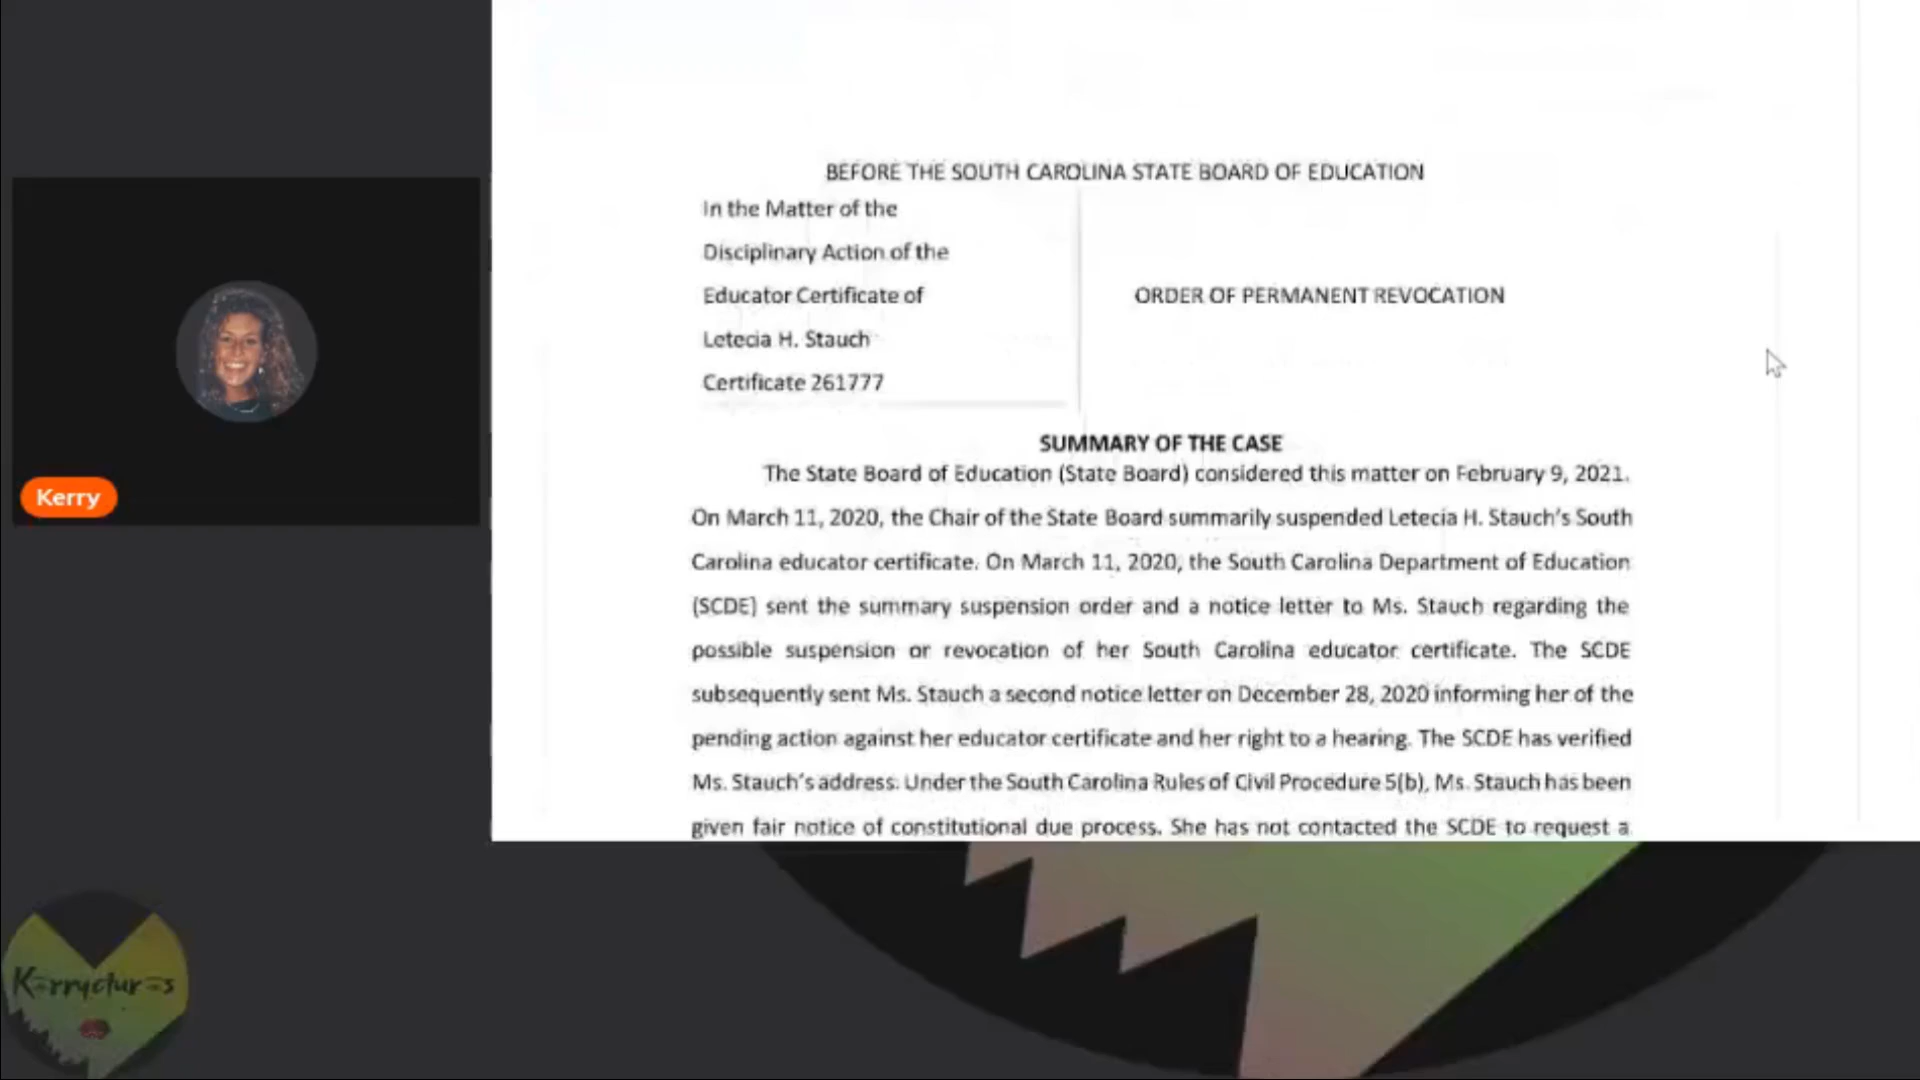 BEFORE THE SOUTH CAROLINA STATE BOARD OF EDUCATION
In the Matter of the
Disciplinary Action of the
Educator Certificate of
Letecia H. Stauch
Certificate 261777
ORDER OF PERMANENT REVOCATION
SUMMARY OF THE CASE
The State Board of Education (State Board) considered this matter on February 9, 2021.
On March 11, 2020, the Chair of the State Board summarily suspended Letecia H. Stauch's South
Carolina educator certificate. On March 11, 2020, the South Carolina Department of Education
(SCDE) sent the summary suspension order and a notice letter to Ms. Stauch regarding the
possible suspension or revocation of her South Carolina educator certificate. The SCDE
subsequently sent Ms. Stauch a second notice letter on December 28, 2020 informing her of the
pending action against her educator certificate and her right to a hearing. The SCDE has verified
Ms. Stauch's address. Under the South Carolina Rules of Civil Procedure 5(b), Ms. Stauch has been
given fair notice of constitutional due process. She has not contacted the SCDE to request a
Kerry